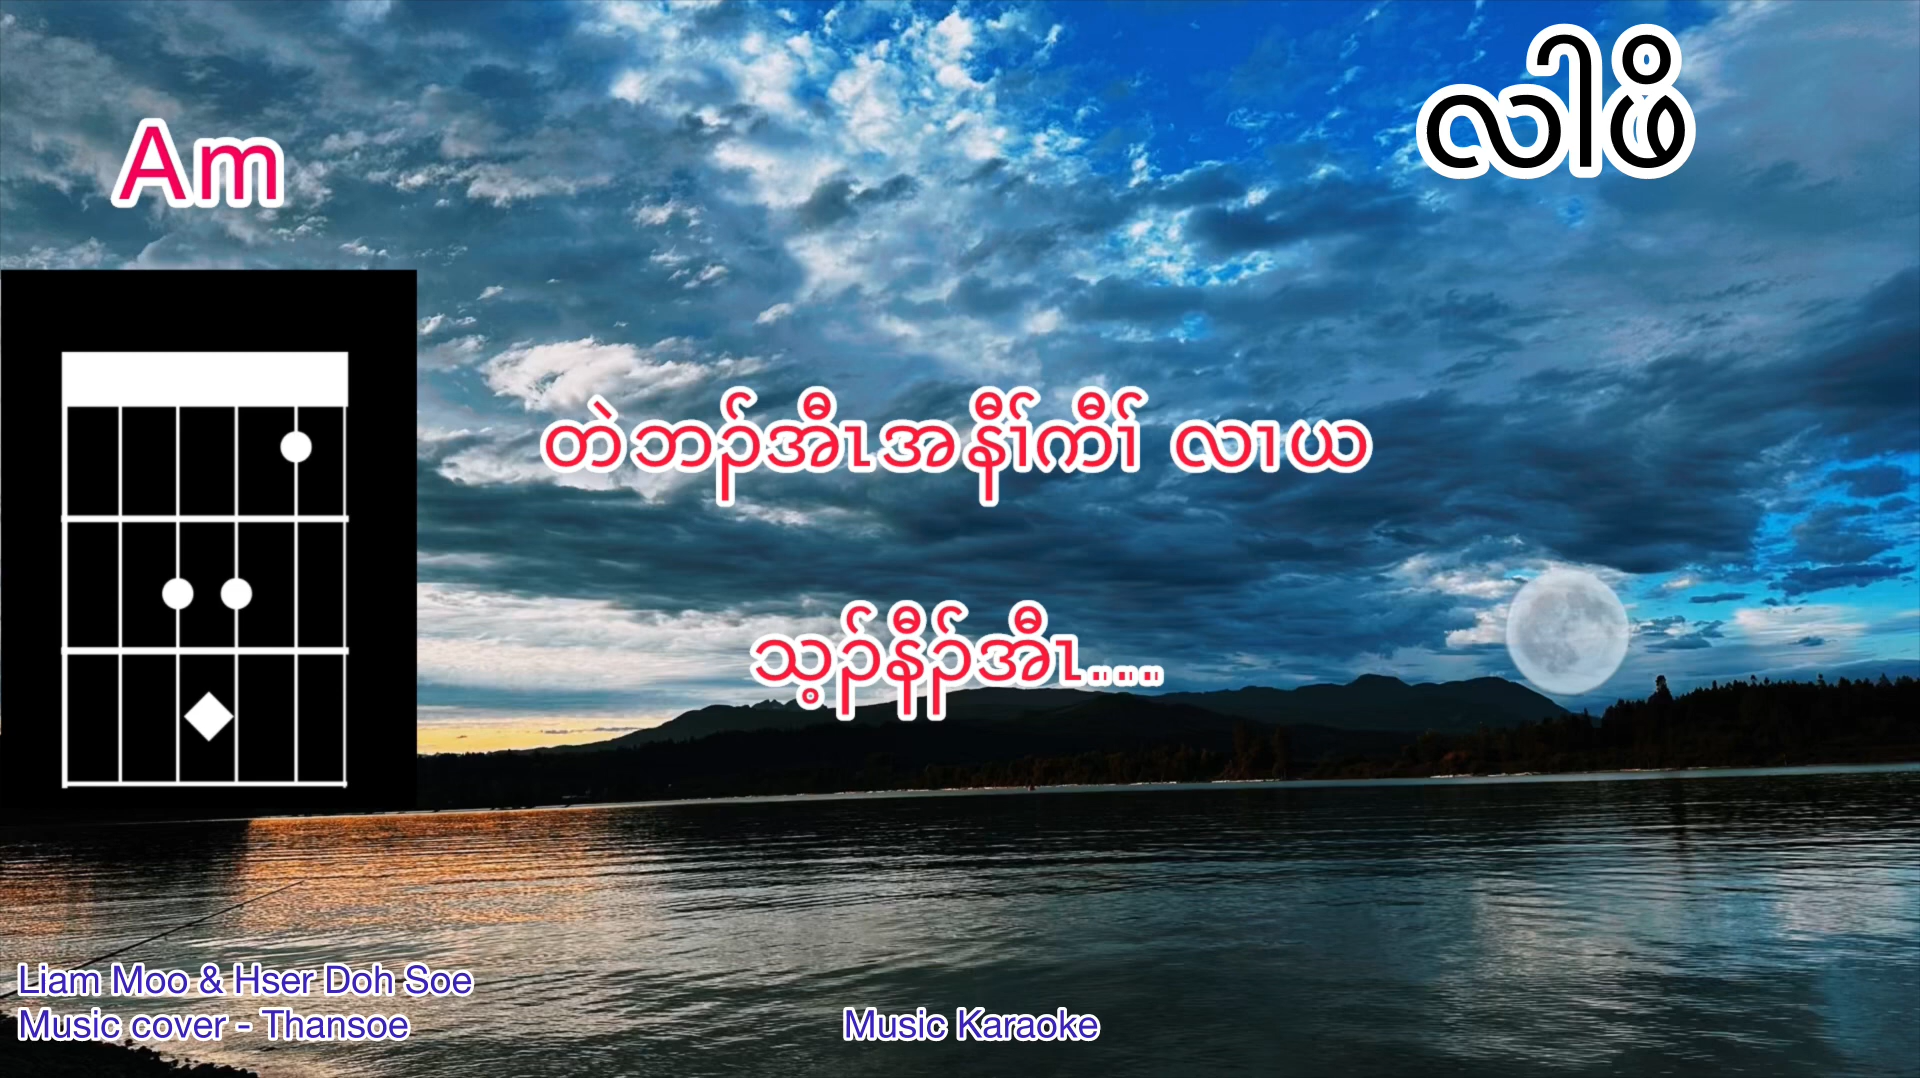 လါဖိ
Am
တဲဘၣ်အီၤအနီၢ်ကီၢ် လၢယ
သ့ၣ်နီၣ်အီၤ....
Liam Moo & Hser Doh Soe
Music cover - Thansoe
Music Karaoke